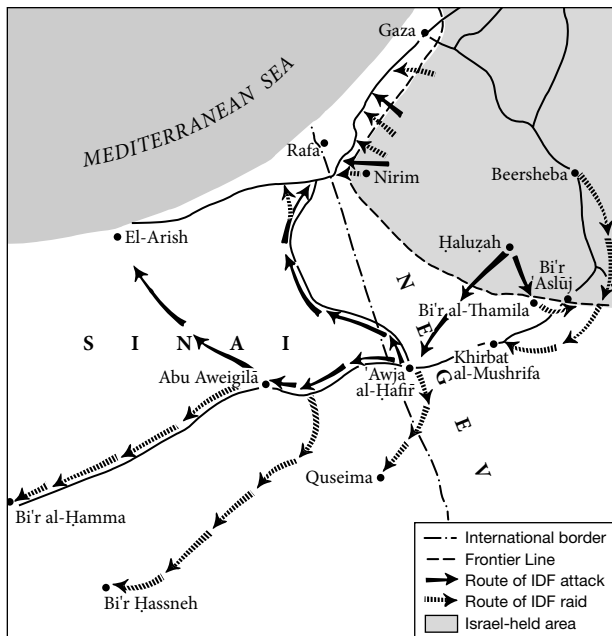 Gaza
MEDITERRANEAN SEA
Rafa
Nirim
Beersheba
El-Arish
Ḥaluẓah
Bi'r
'Aslūj
Bi'r al-Thamila
NEGEV
SINAI
Khirbat
al-Mushrifa
Abu Aweigilā
'Awja
al-Ḥafīr
Quseima
Bi'r al-Ḥamma
Bi'r Ḥassneh
International border
Frontier Line
Route of IDF attack
Route of IDF raid
Israel-held area